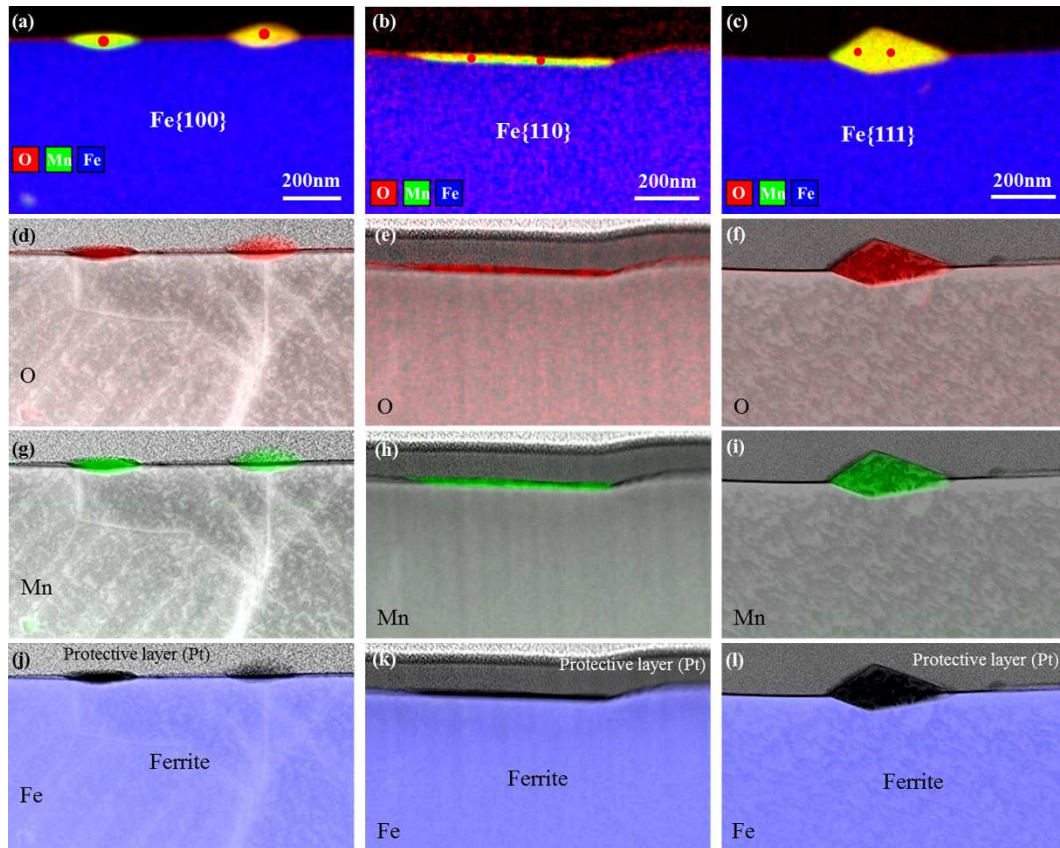 (a)
Fe{100}
O Mn Fe
200nm
(b)
Fe{110}
O Mn Fe
200nm
(c)
Fe{111}
O Mn Fe
200nm
(d)
O
(e)
O
(f)
O
(g)
Mn
(h)
Mn
(i)
Mn
(j)
Protective layer (Pt)
Ferrite
Fe
(k)
Protective layer (Pt)
Ferrite
Fe
(l)
Protective layer (Pt)
Ferrite
Fe